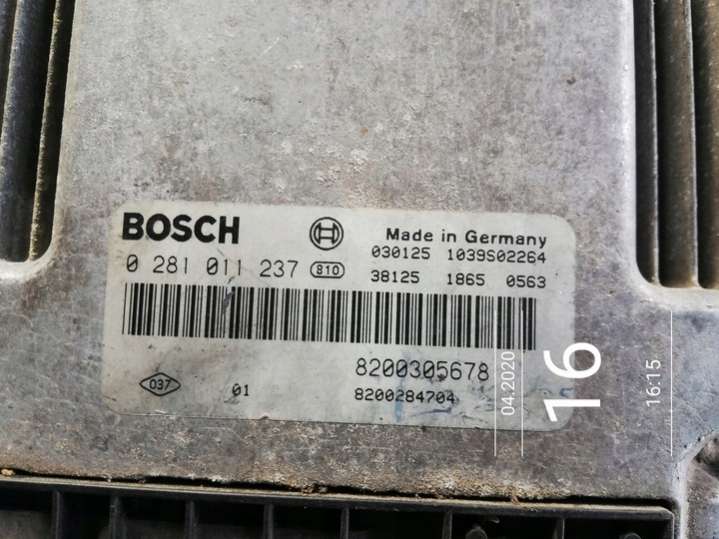 BOSCH
Made in Germany
030125 1039S02264
0 281 011 237 810
38125 1865 0563
8200305678
037 01 8200284704
04.2020
16
16:15